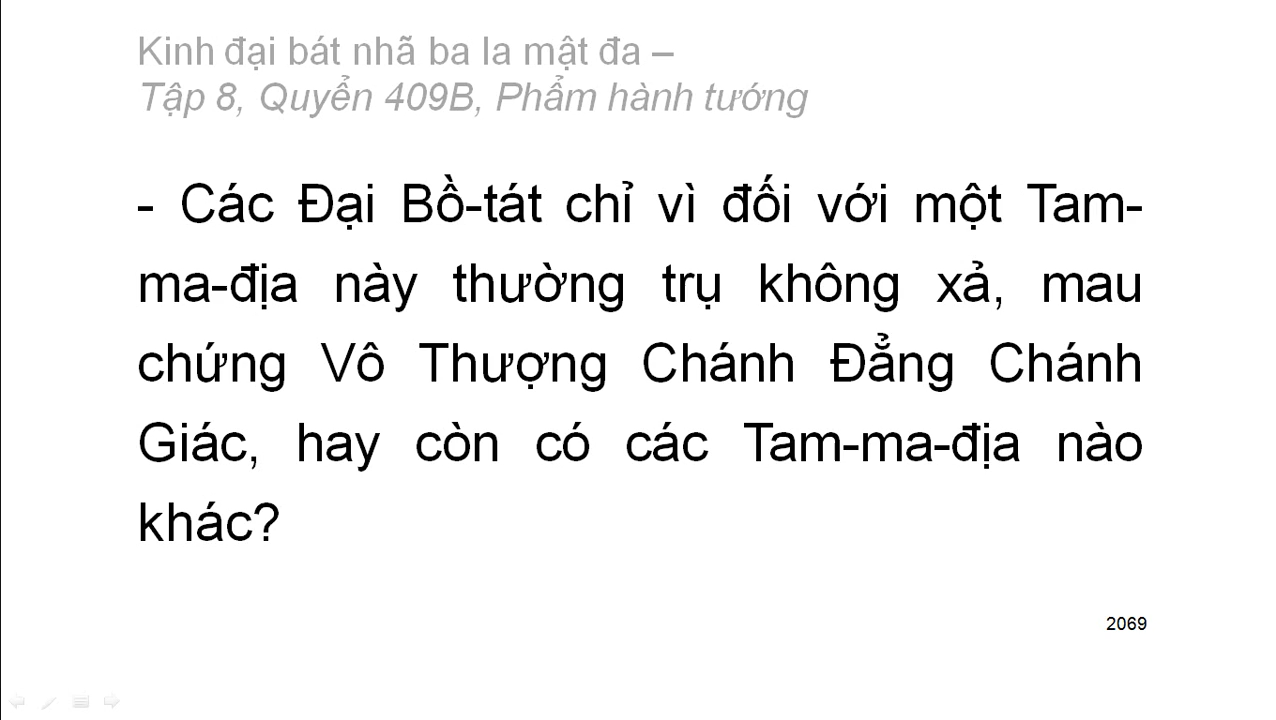 Kinh đại bát nhã ba la mật đa –
Tập 8, Quyển 409B, Phẩm hành tướng
- Các Đại Bồ-tát chỉ vì đối với một Tam-
ma-địa này thường trụ không xả, mau
chứng Vô Thượng Chánh Đẳng Chánh
Giác, hay còn có các Tam-ma-địa nào
khác?
2069